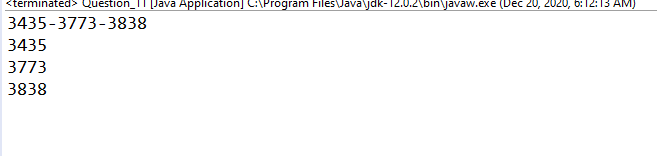 <terminated> Question_11 [Java Application] C:\Program Files\Java\jdk-12.0.2\bin\javaw.exe (Dec 20, 2020, 6:12:13 AM)
3435-3773-3838
3435
3773
3838